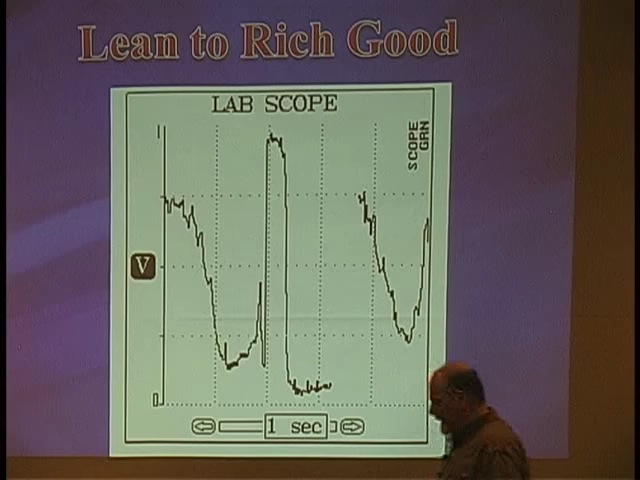 Lean to Rich Good
LAB SCOPE
SCOPE
GRN
1
V
0
1 sec